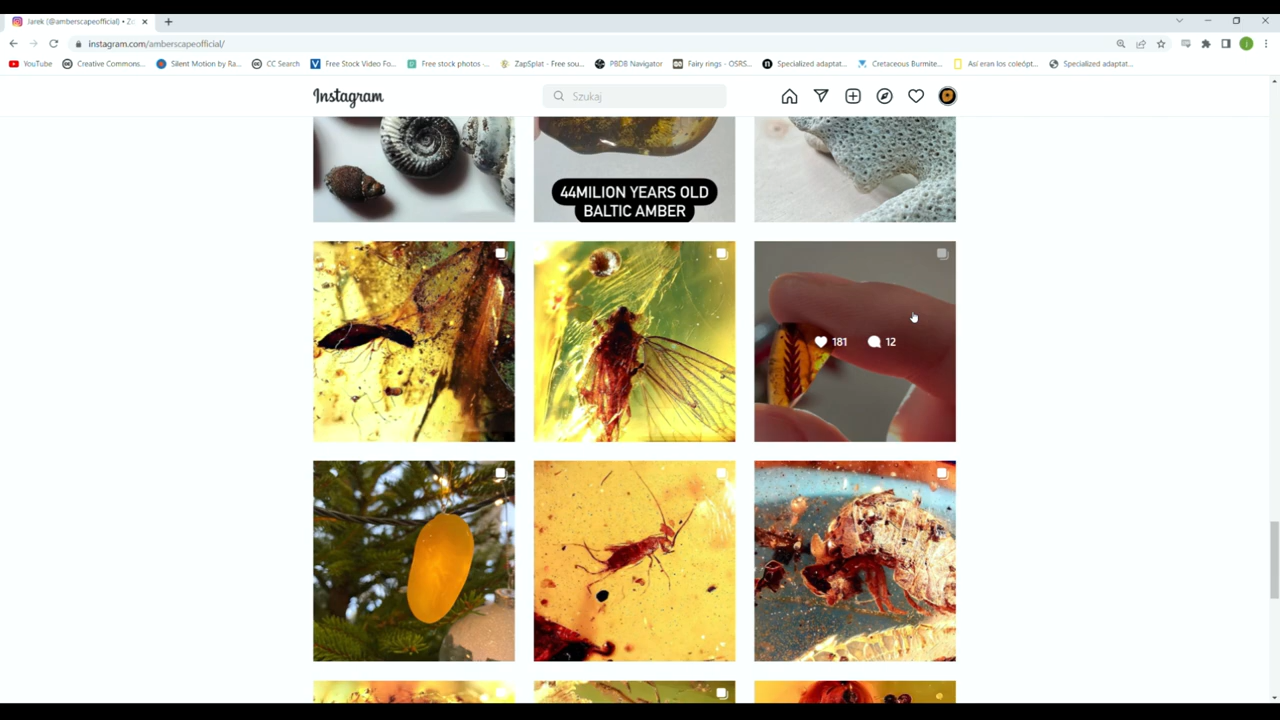 Jarek (@amberscapeofficial) • Zd
instagram.com/amberscapeofficial/
YouTube
Creative Commons...
Silent Motion by Ra...
CC Search
Free Stock Video Fo...
Free stock photos -...
ZapSplat - Free sou...
PBDB Navigator
Fairy rings - OSRS...
Specialized adaptat...
Cretaceous Burmite...
Así eran los coleópt...
Specialized adaptat...
Instagram
Szukaj
44MILION YEARS OLD
BALTIC AMBER
181
12